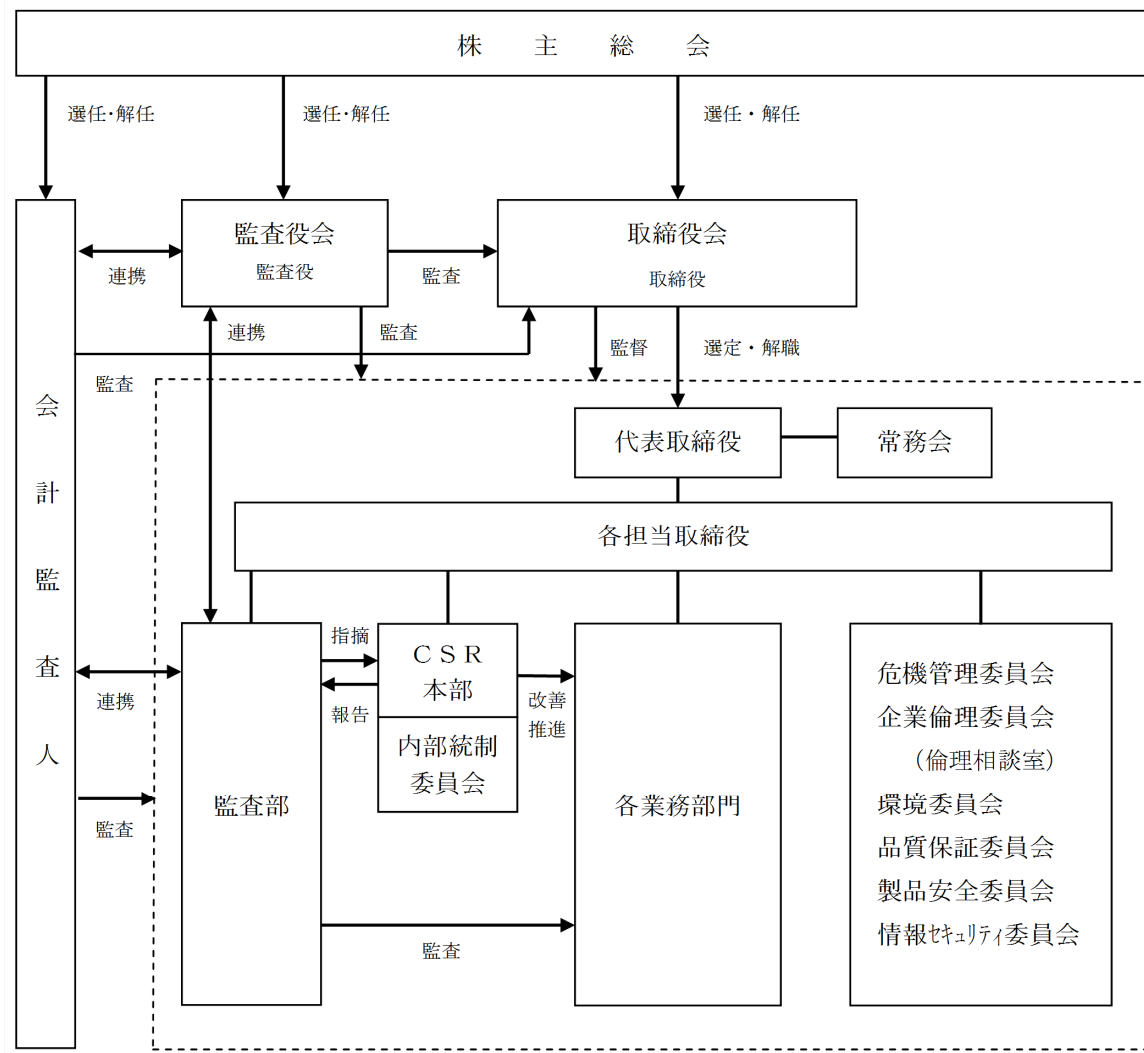 株　主　総　会
選任･解任
選任･解任
選任・解任
監査役会
監査役
取締役会
取締役
連携
監査
連携
監査
監督
選定・解職
監査
会計監査人
代表取締役
常務会
各担当取締役
指摘
報告
ＣＳＲ
本部
内部統制
委員会
改善
推進
連携
監査
監査部
各業務部門
監査
危機管理委員会
企業倫理委員会
（倫理相談室）
環境委員会
品質保証委員会
製品安全委員会
情報ｾｷｭﾘﾃｨ委員会